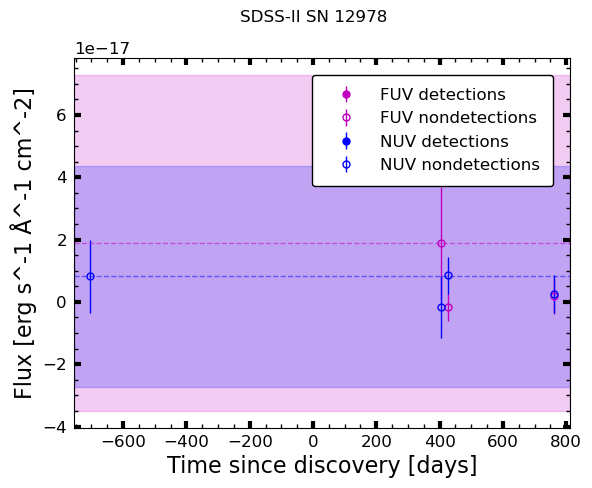 SDSS-II SN 12978
1e−17
6
4
2
0
−2
−4
Flux [erg s^-1 Å^-1 cm^-2]
FUV detections
FUV nondetections
NUV detections
NUV nondetections
−600 −400 −200 0 200 400 600 800
Time since discovery [days]